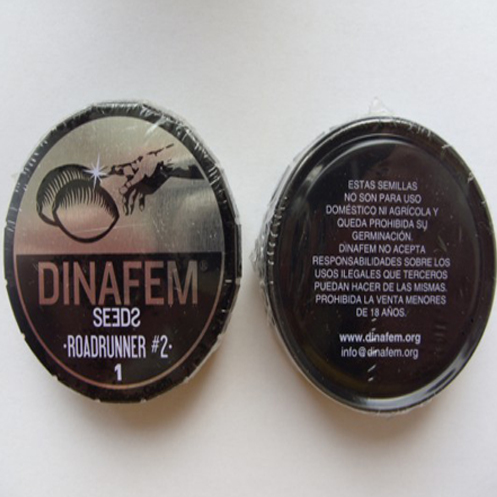 DINAFEM
SEEDS
·ROADRUNNER #2·
1
ESTAS SEMILLAS
NO SON PARA USO
DOMÉSTICO NI AGRÍCOLA Y
QUEDA PROHIBIDA SU
GERMINACIÓN.
DINAFEM NO ACEPTA
RESPONSABILIDADES SOBRE LOS
USOS ILEGALES QUE TERCEROS
PUEDAN HACER DE LAS MISMAS.
PROHIBIDA LA VENTA MENORES
DE 18 AÑOS.
www.dinafem.org
info@dinafem.org